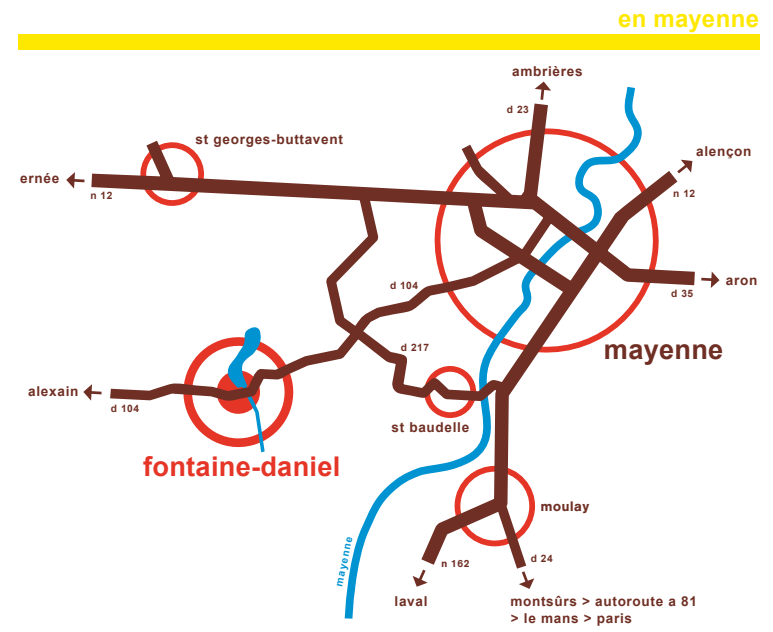 en mayenne
ambrières
d 23
st georges-buttavent
alençon
ernée
n 12
n 12
d 104
aron
d 35
d 217
mayenne
alexain
d 104
st baudelle
fontaine-daniel
moulay
mayenne
n 162
d 24
laval
montsûrs > autoroute a 81
> le mans > paris